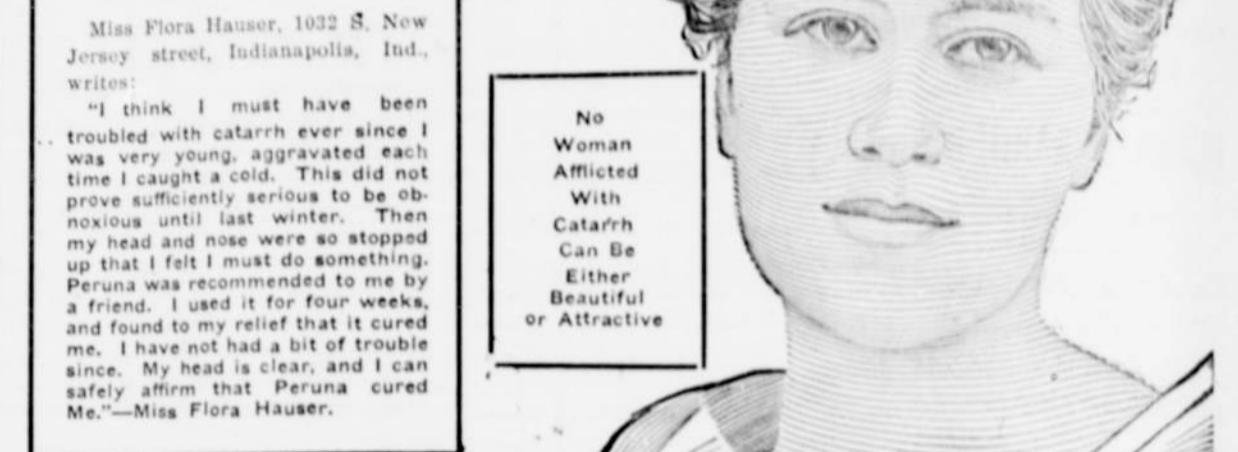 Miss Flora Hauser, 1032 S. New
Jersey street, Indianapolis, Ind.,
writes:
"I think I must have been
troubled with catarrh ever since I
was very young, aggravated each
time I caught a cold. This did not
prove sufficiently serious to be ob-
noxious until last winter. Then
my head and nose were so stopped
up that I felt I must do something.
Peruna was recommended to me by
a friend. I used it for four weeks,
and found to my relief that it cured
me. I have not had a bit of trouble
since. My head is clear, and I can
safely affirm that Peruna cured
Me."—Miss Flora Hauser.
No
Woman
Afflicted
With
Catarrh
Can Be
Either
Beautiful
or Attractive